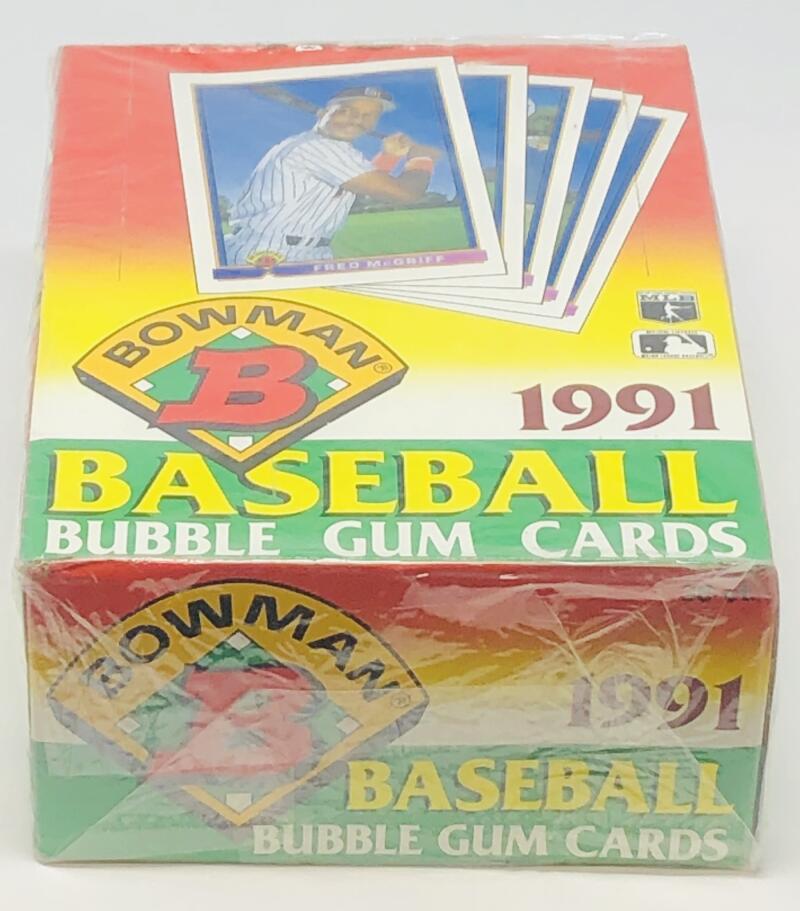 FRED McGRIFF
MLB
BOWMAN®
B
1991
BASEBALL
BUBBLE GUM CARDS
BOWMAN®
B
1991
BASEBALL
BUBBLE GUM CARDS